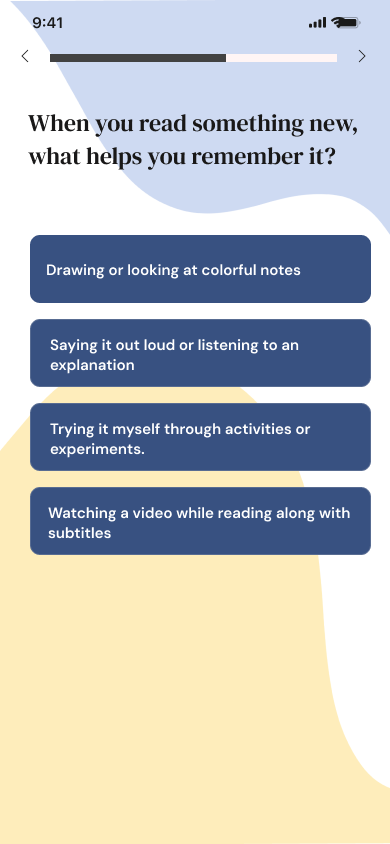 9:41
When you read something new,
what helps you remember it?
Drawing or looking at colorful notes
Saying it out loud or listening to an
explanation
Trying it myself through activities or
experiments.
Watching a video while reading along with
subtitles